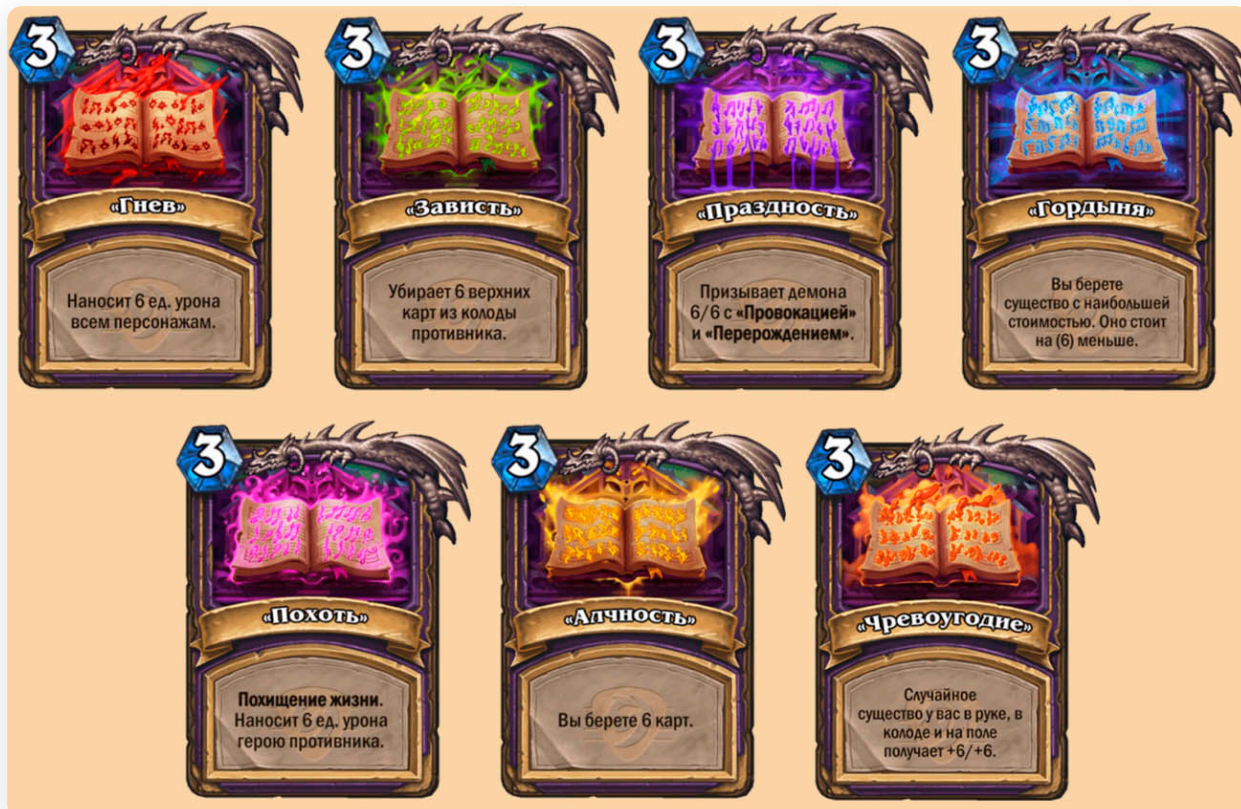 3
«Гнев»
Наносит 6 ед. урона
всем персонажам.
3
«Зависть»
Убирает 6 верхних
карт из колоды
противника.
3
«Праздность»
Призывает демона
6/6 с «Провокацией»
и «Перерождением».
3
«Гордыня»
Вы берете
существо с наибольшей
стоимостью. Оно стоит
на (6) меньше.
3
«Похоть»
Похищение жизни.
Наносит 6 ед. урона
герою противника.
3
«Алчность»
Вы берете 6 карт.
3
«Чревоугодие»
Случайное
существо у вас в руке, в
колоде и на поле
получает +6/+6.